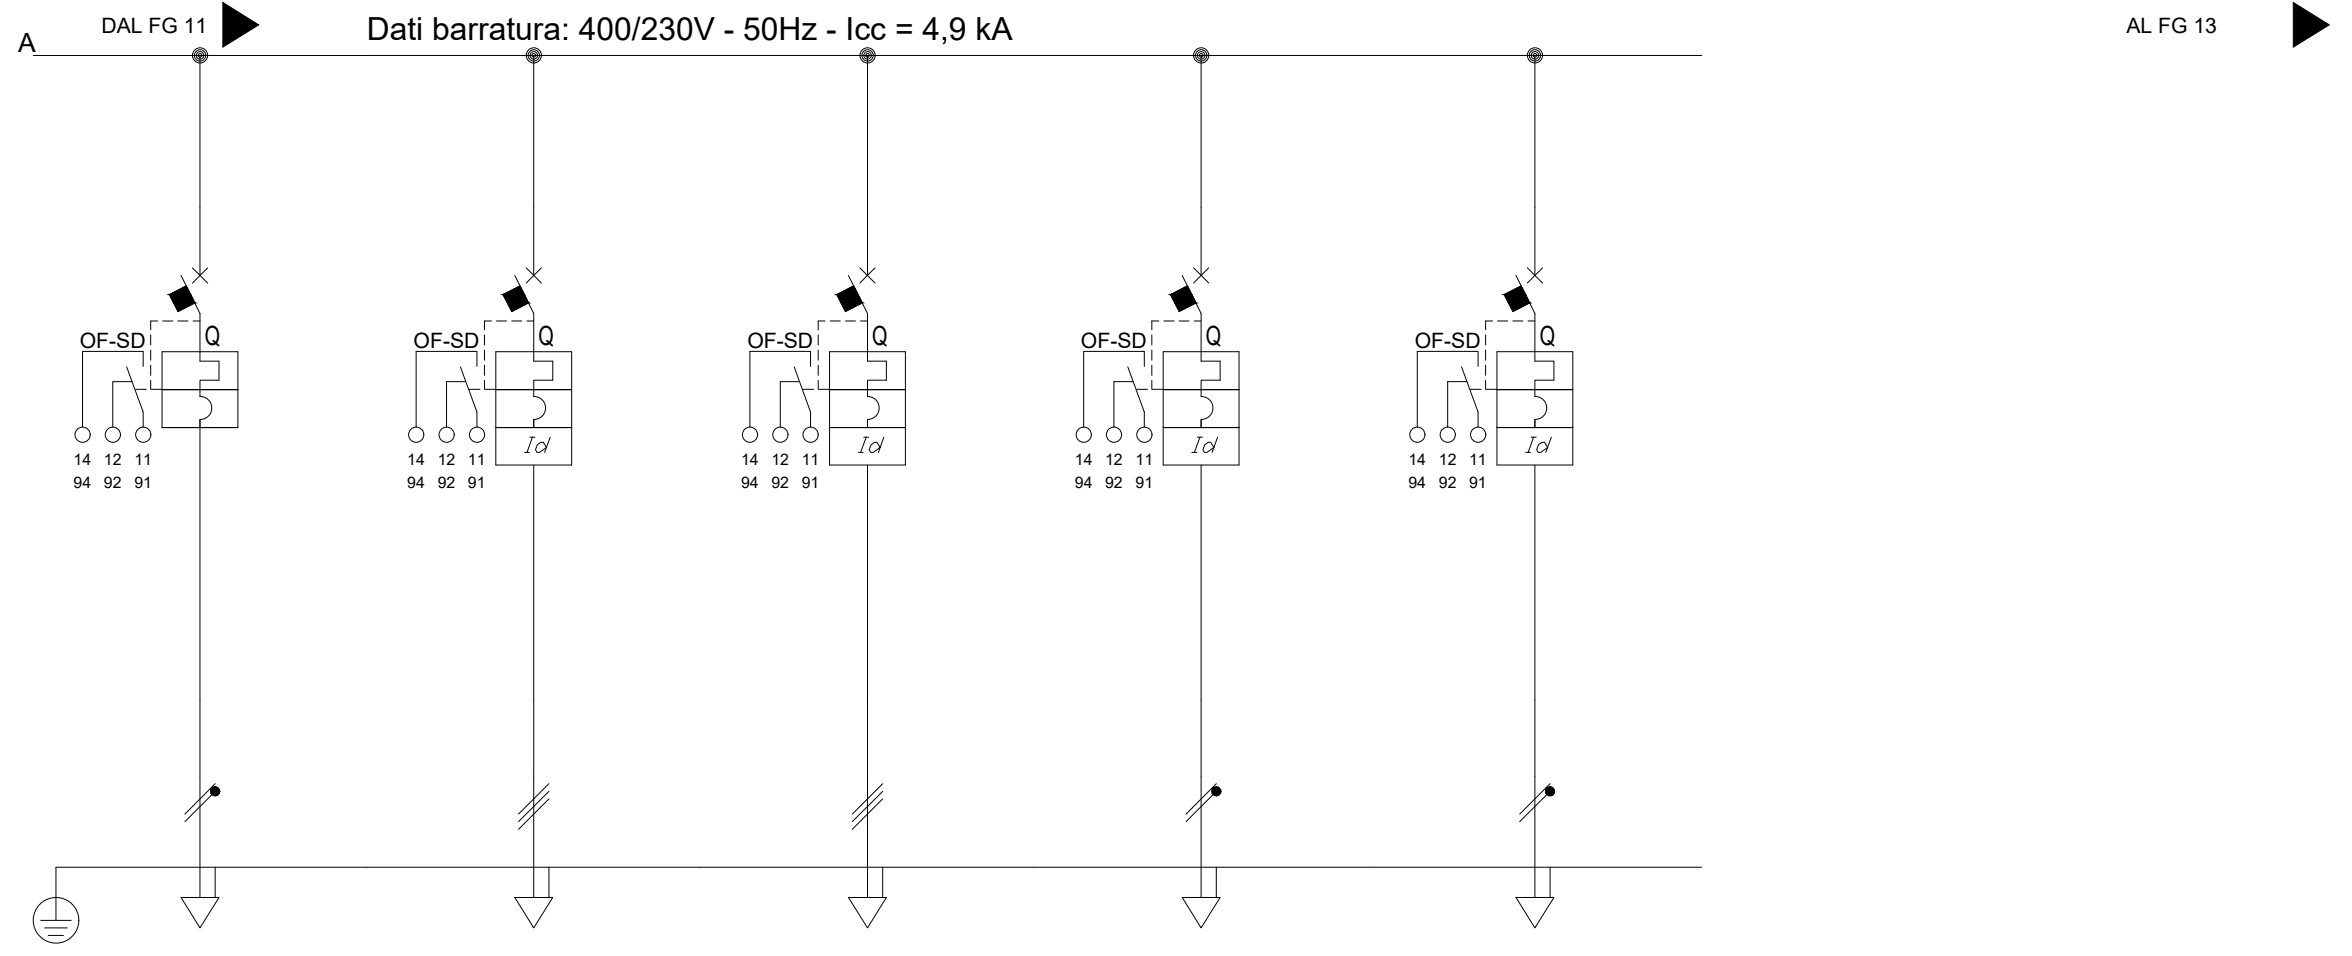 DAL FG 11
Dati barratura: 400/230V - 50Hz - Icc = 4,9 kA
AL FG 13
A
Q Q Q Q Q
OF-SD OF-SD OF-SD OF-SD OF-SD
Id Id Id Id
14 12 11 14 12 11 14 12 11 14 12 11 14 12 11
94 92 91 94 92 91 94 92 91 94 92 91 94 92 91